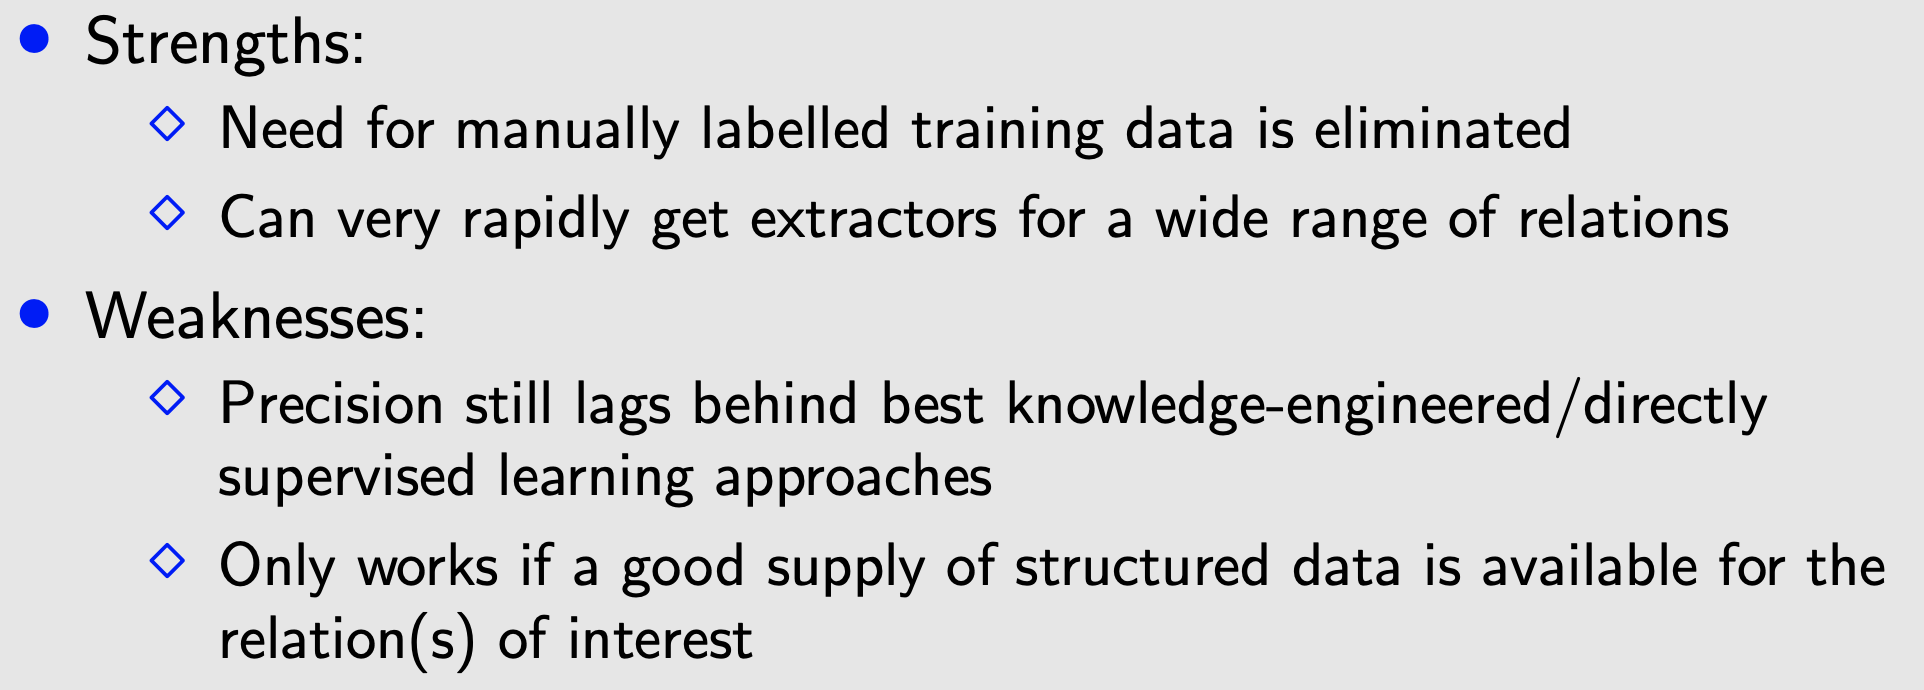 • Strengths:
◇ Need for manually labelled training data is eliminated
◇ Can very rapidly get extractors for a wide range of relations
• Weaknesses:
◇ Precision still lags behind best knowledge-engineered/directly
supervised learning approaches
◇ Only works if a good supply of structured data is available for the
relation(s) of interest